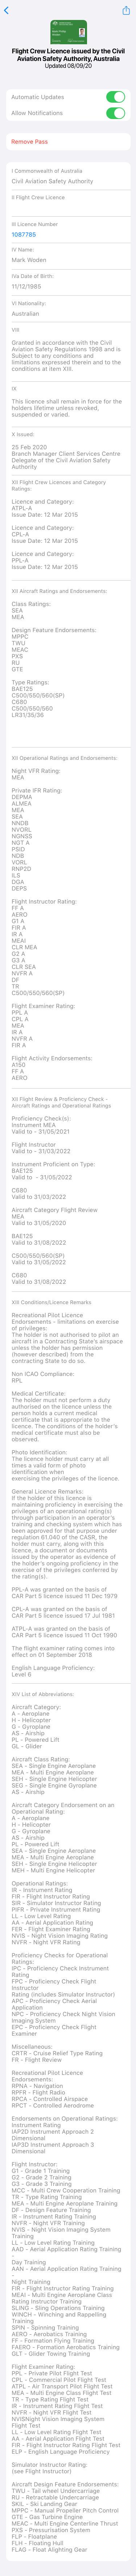 Flight Crew Licence issued by the Civil
Aviation Safety Authority, Australia
Updated 08/09/20
Automatic Updates
Allow Notifications
Remove Pass
I Commonwealth of Australia
Civil Aviation Safety Authority
II Flight Crew Licence
III Licence Number
1087785
IV Name:
Mark Woden
IVa Date of Birth:
11/12/1985
VI Nationality:
Australian
VIII
Granted in accordance with the Civil
Aviation Safety Regulations 1998 and is
Subject to any conditions and
limitations expressed therein and to the
conditions at item XIII.
IX
This licence shall remain in force for the
holders lifetime unless revoked,
suspended or varied.
X Issued:
25 Feb 2020
Branch Manager Client Services Centre
Delegate of the Civil Aviation Safety
Authority
XII Flight Crew Licences and Category
Ratings:
Licence and Category:
ATPL-A
Issue Date: 12 Mar 2015
Licence and Category:
CPL-A
Issue Date: 12 Mar 2015
Licence and Category:
PPL-A
Issue Date: 12 Mar 2015
XII Aircraft Ratings and Endorsements:
Class Ratings:
SEA
MEA
Design Feature Endorsements:
MPPC
TWU
MEAC
PXS
RU
GTE
Type Ratings:
BAE125
C500/550/560(SP)
C680
C500/550/560
LR31/35/36
XII Operational Ratings and Endorsements:
Night VFR Rating:
MEA
Private IFR Rating:
DEPMA
ALMEA
MEA
SEA
NNDB
NVORL
NGNSS
NGT A
PSID
NDB
VORL
RNP2D
ILS
DGA
DEPS
Flight Instructor Rating:
FF A
AERO
G1 A
FIR A
IR A
MEAI
CLR MEA
G2 A
G3 A
CLR SEA
NVFR A
DF
TR
C500/550/560(SP)
Flight Examiner Rating:
PPL A
CPL A
MEA
IR A
NVFR A
FIR A
Flight Activity Endorsements:
A150
FF A
AERO
XII Flight Review & Proficiency Check -
Aircraft Ratings and Operational Ratings
Proficiency Check(s):
Instrument MEA
Valid to - 31/05/2021
Flight Instructor
Valid to - 31/03/2022
Instrument Proficient on Type:
BAE125
Valid to - 31/05/2021
C680
Valid to 31/03/2022
Aircraft Category Flight Review
MEA
Valid to 31/05/2020
BAE125
Valid to 31/08/2022
C500/550/560(SP)
Valid to 31/05/2022
C680
Valid to 31/08/2022
XIII Conditions/Licence Remarks
Recreational Pilot Licence
Endorsements - limitations on exercise
of privileges:
The holder is not authorised to pilot an
aircraft in a Contracting State's airspace
unless the holder has permission
(however described) from the
contracting State to do so.
Non ICAO Compliance:
RPL
Medical Certificate:
The holder must not perform a duty
authorised on the licence unless the
person holds a current medical
certificate that is appropriate to the
licence. The conditions of the holder's
medical certificate must also be
observed.
Photo Identification:
The licence holder must carry at all
times a valid form of photo
identification when
exercising the privileges of the licence.
General Licence Remarks:
If the holder of this licence is
maintaining proficiency in exercising the
privileges of an operational rating(s)
through participation in an operator's
training and checking which has
been approved for that purpose under
regulation 61.040 of the CASR, the
holder must carry, along with this
licence, a document or documents
issued by the operator as evidence of
the holder's ongoing proficiency in the
exercise of the privileges conferred by
the rating(s).
PPL-A was granted on the basis of
CAR Part 5 licence issued 11 Dec 1979
CPL-A was granted on the basis of
CAR Part 5 licence issued 17 Jul 1981
ATPL-A was granted on the basis of
CAR Part 5 licence issued 11 Oct 1990
The flight examiner rating comes into
effect on 01 September 2018
English Language Proficiency:
Level 6
XIV List of Abbreviations:
Aircraft Category:
A - Aeroplane
H - Helicopter
G - Gyroplane
AS - Airship
PL - Powered Lift
GL - Glider
Aircraft Class Rating:
SEA - Single Engine Aeroplane
MEA - Multi Engine Aeroplane
SEH - Single Engine Helicopter
SEG - Single Engine Gyroplane
AS - Airship
Aircraft Category Endorsement on an
Operational Rating:
A - Aeroplane
H - Helicopter
G - Gyroplane
AS - Airship
PL - Powered Lift
SEA - Single Engine Aeroplane
MEA - Multi Engine Aeroplane
SEH - Single Engine Helicopter
MEH - Multi Engine Helicopter
Operational Ratings:
IR - Instrument Rating
FIR - Flight Instructor Rating
SIR - Simulator Instructor Rating
PIFR - Private Instrument Rating
LL - Low Level Rating
AA - Aerial Application Rating
FER - Flight Examiner Rating
NVIS - Night Vision Imaging Rating
NVFR - Night VFR Rating
Proficiency Checks for Operational
Ratings:
IPC - Proficiency Check Instrument
Rating
FPC - Proficiency Check Flight
Instructor
Rating (includes Simulator Instructor)
APC - Proficiency Check Aerial
Application
NPC - Proficiency Check Night Vision
Imaging System
EPC - Proficiency Check Flight
Examiner
Miscellaneous:
CRTR - Cruise Relief Type Rating
FR - Flight Review
Recreational Pilot Licence
Endorsements:
RPNA - Navigation
RPFR - Flight Radio
RPCA - Controlled Airspace
RPCT - Controlled Aerodrome
Endorsements on Operational Ratings:
Instrument Rating
IAP2D Instrument Approach 2
Dimensional
IAP3D Instrument Approach 3
Dimensional
Flight Instructor:
G1 - Grade 1 Training
G2 - Grade 2 Training
G3 - Grade 3 Training
MCC - Multi Crew Cooperation Training
TR - Type Rating Training
MEA - Multi Engine Aeroplane Training
DF - Design Feature Training
IR - Instrument Rating Training
NVFR - Night VFR Training
NVIS - Night Vision Imaging System
Training
LL - Low Level Rating Training
AAD - Aerial Application Rating Training
Day Training
AAN - Aerial Application Rating Training
Night Training
FIR - Flight Instructor Rating Training
MEAI - Multi Engine Aeroplane Class
Rating Instructor Training
SLING - Sling Operations Training
WINCH - Winching and Rappelling
Training
SPIN - Spinning Training
AERO - Aerobatics Training
FF - Formation Flying Training
FAERO - Formation Aerobatics Training
GLT - Glider Towing Training
Flight Examiner Rating:
PPL - Private Pilot Flight Test
CPL - Commercial Pilot Flight Test
ATPL - Air Transport Pilot Flight Test
MEA - Multi Engine Class Flight Test
TR - Type Rating Flight Test
IR - Instrument Rating Flight Test
NVFR - Night VFR Flight Test
NVISNight Vision Imaging System
Flight Test
LL - Low Level Rating Flight Test
AA - Aerial Application Flight Test
FIR - Flight Instructor Rating Flight Test
ELP - English Language Proficiency
Simulator Instructor Rating:
(see Flight Instructor)
Aircraft Design Feature Endorsements:
TWU - Tail wheel Undercarriage
RU - Retractable Undercarriage
SKIL - Ski Landing Gear
MPPC - Manual Propeller Pitch Control
GTE - Gas Turbine Engine
MEAC - Multi Engine Centerline Thrust
PXS - Pressurisation System
FLP - Floatplane
FLH - Floating Hull
FLAG - Float Alighting Gear